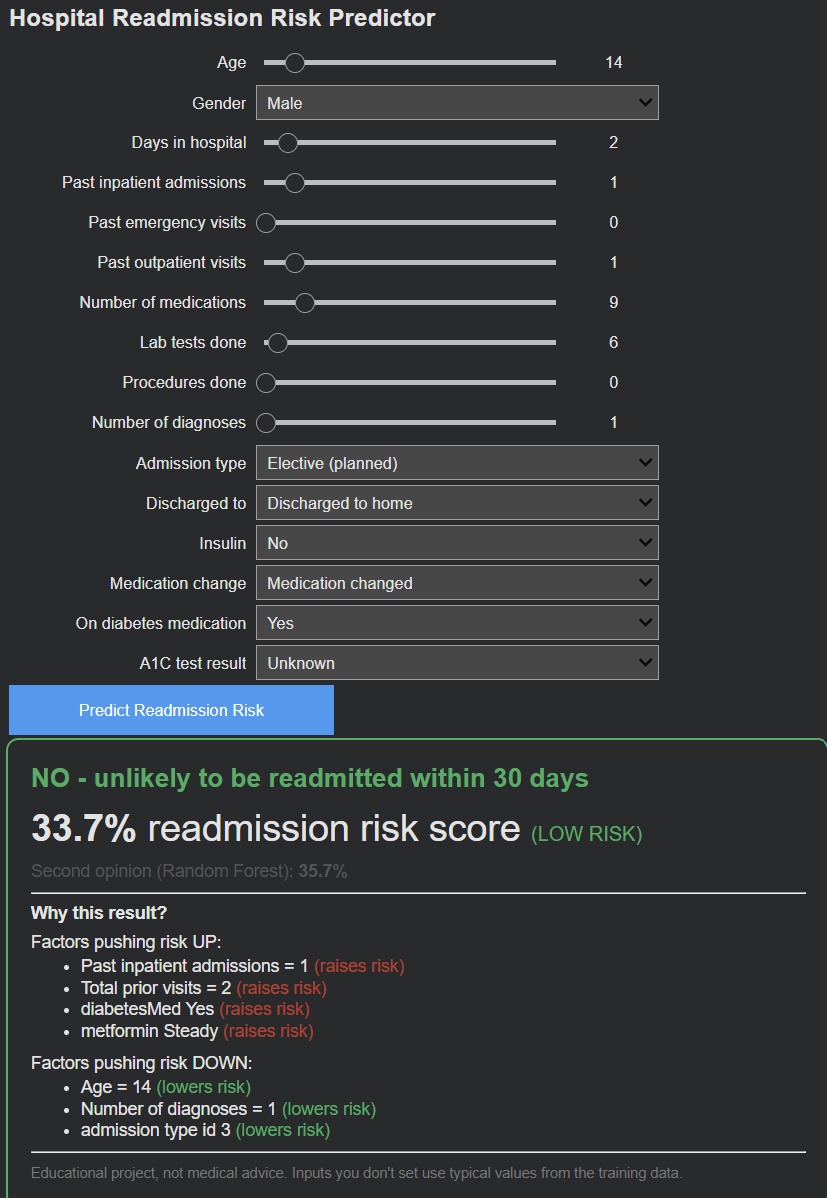 Hospital Readmission Risk Predictor
Age 14
Gender Male
Days in hospital 2
Past inpatient admissions 1
Past emergency visits 0
Past outpatient visits 1
Number of medications 9
Lab tests done 6
Procedures done 0
Number of diagnoses 1
Admission type Elective (planned)
Discharged to Discharged to home
Insulin No
Medication change Medication changed
On diabetes medication Yes
A1C test result Unknown
Predict Readmission Risk
NO - unlikely to be readmitted within 30 days
33.7% readmission risk score (LOW RISK)
Second opinion (Random Forest): 35.7%
Why this result?
Factors pushing risk UP:
• Past inpatient admissions = 1 (raises risk)
• Total prior visits = 2 (raises risk)
• diabetesMed Yes (raises risk)
• metformin Steady (raises risk)
Factors pushing risk DOWN:
• Age = 14 (lowers risk)
• Number of diagnoses = 1 (lowers risk)
• admission type id 3 (lowers risk)
Educational project, not medical advice. Inputs you don't set use typical values from the training data.